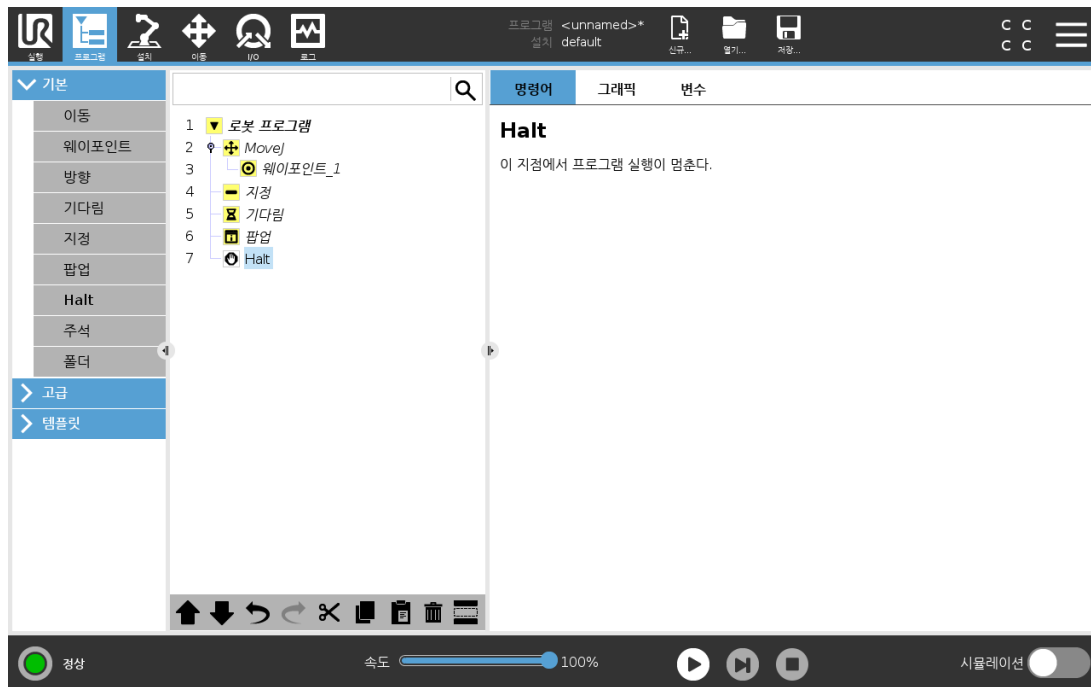 실행 프로그램 설치 이동 I/O 로그
프로그램 <unnamed>*
설치 default
신규... 열기... 저장...
C C
C C
기본
이동
웨이포인트
방향
기다림
지정
팝업
Halt
주석
폴더
고급
템플릿
1 로봇 프로그램
2 MoveJ
3 웨이포인트_1
4 지정
5 기다림
6 팝업
7 Halt
명령어 그래픽 변수
Halt
이 지점에서 프로그램 실행이 멈춘다.
정상
속도 100%
시뮬레이션